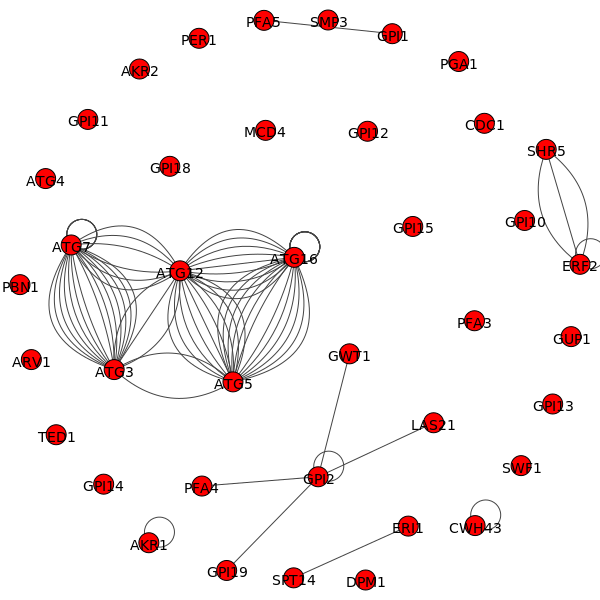 PFA5
SMP3
GPI1
PER1
PGA1
AKR2
GPI11
MCD4
GPI12
CDC1
SHR5
GPI18
ATG4
GPI10
GPI15
ATG7
ATG12
ATG16
ERF2
PBN1
PFA3
GUP1
GWT1
ARV1
ATG3
ATG5
GPI13
LAS21
TED1
SWF1
GPI2
GPI14
PFA4
ERI1
CWH43
AKR1
GPI19
SPT14
DPM1